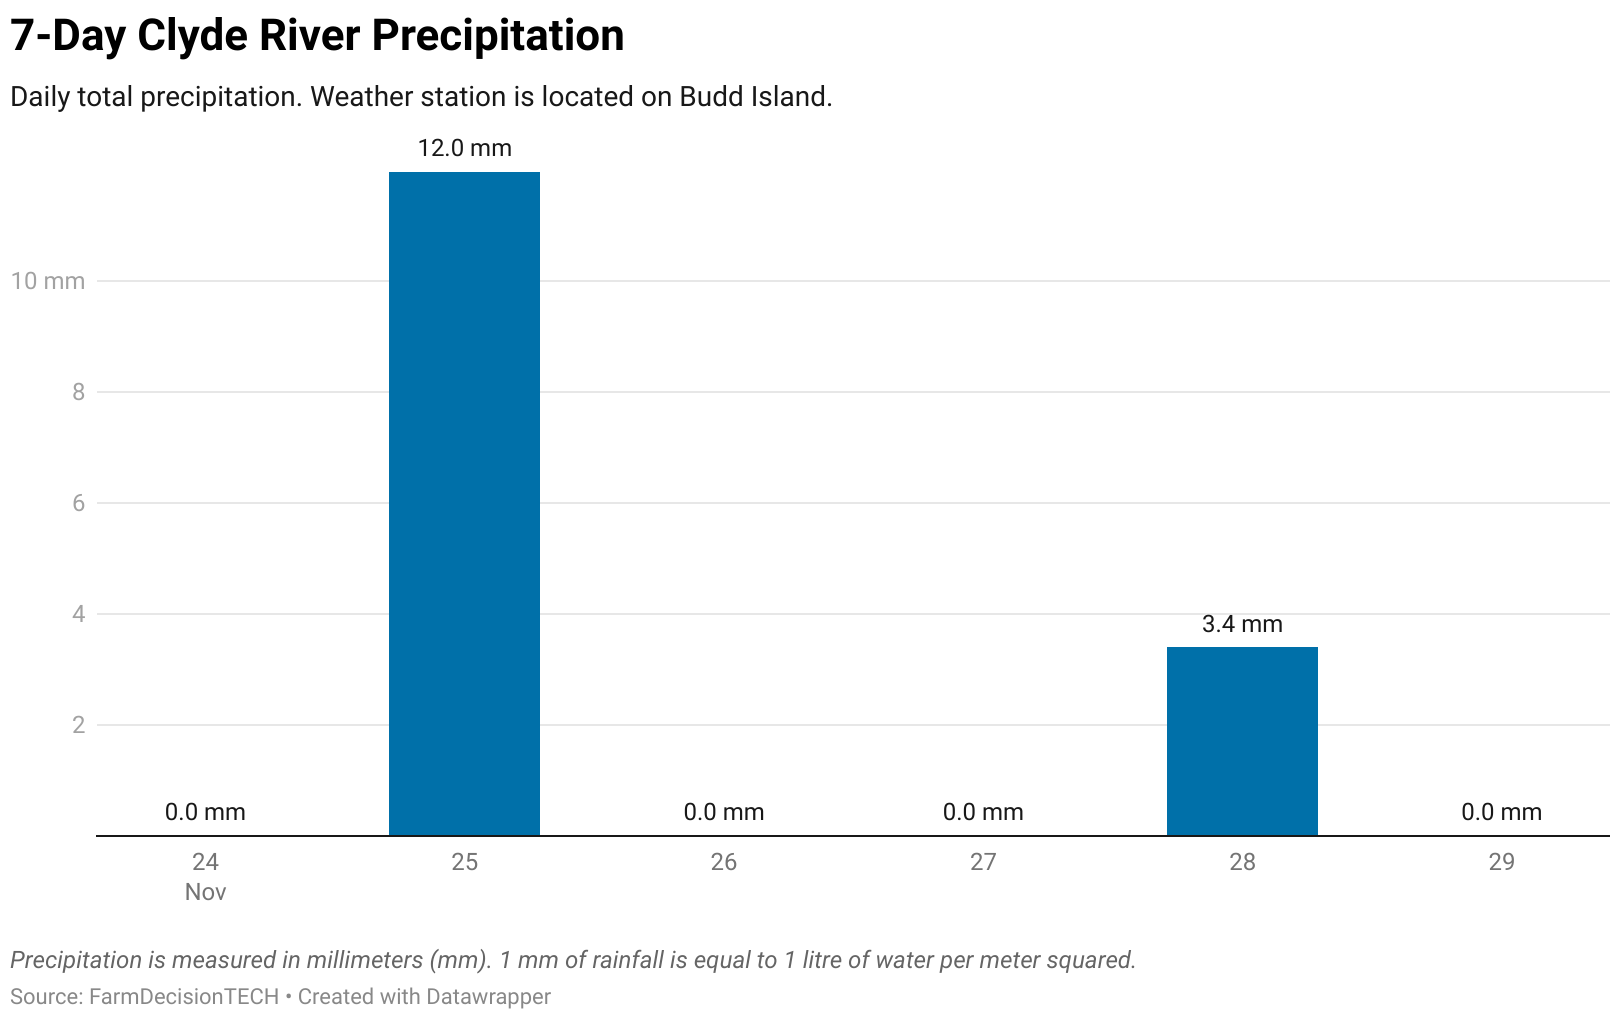 7-Day Clyde River Precipitation
Daily total precipitation. Weather station is located on Budd Island.
12.0 mm
10 mm
8
6
4
3.4 mm
2
0.0 mm 0.0 mm 0.0 mm 0.0 mm
24 25 26 27 28 29
Nov
Precipitation is measured in millimeters (mm). 1 mm of rainfall is equal to 1 litre of water per meter squared.
Source: FarmDecisionTECH • Created with Datawrapper